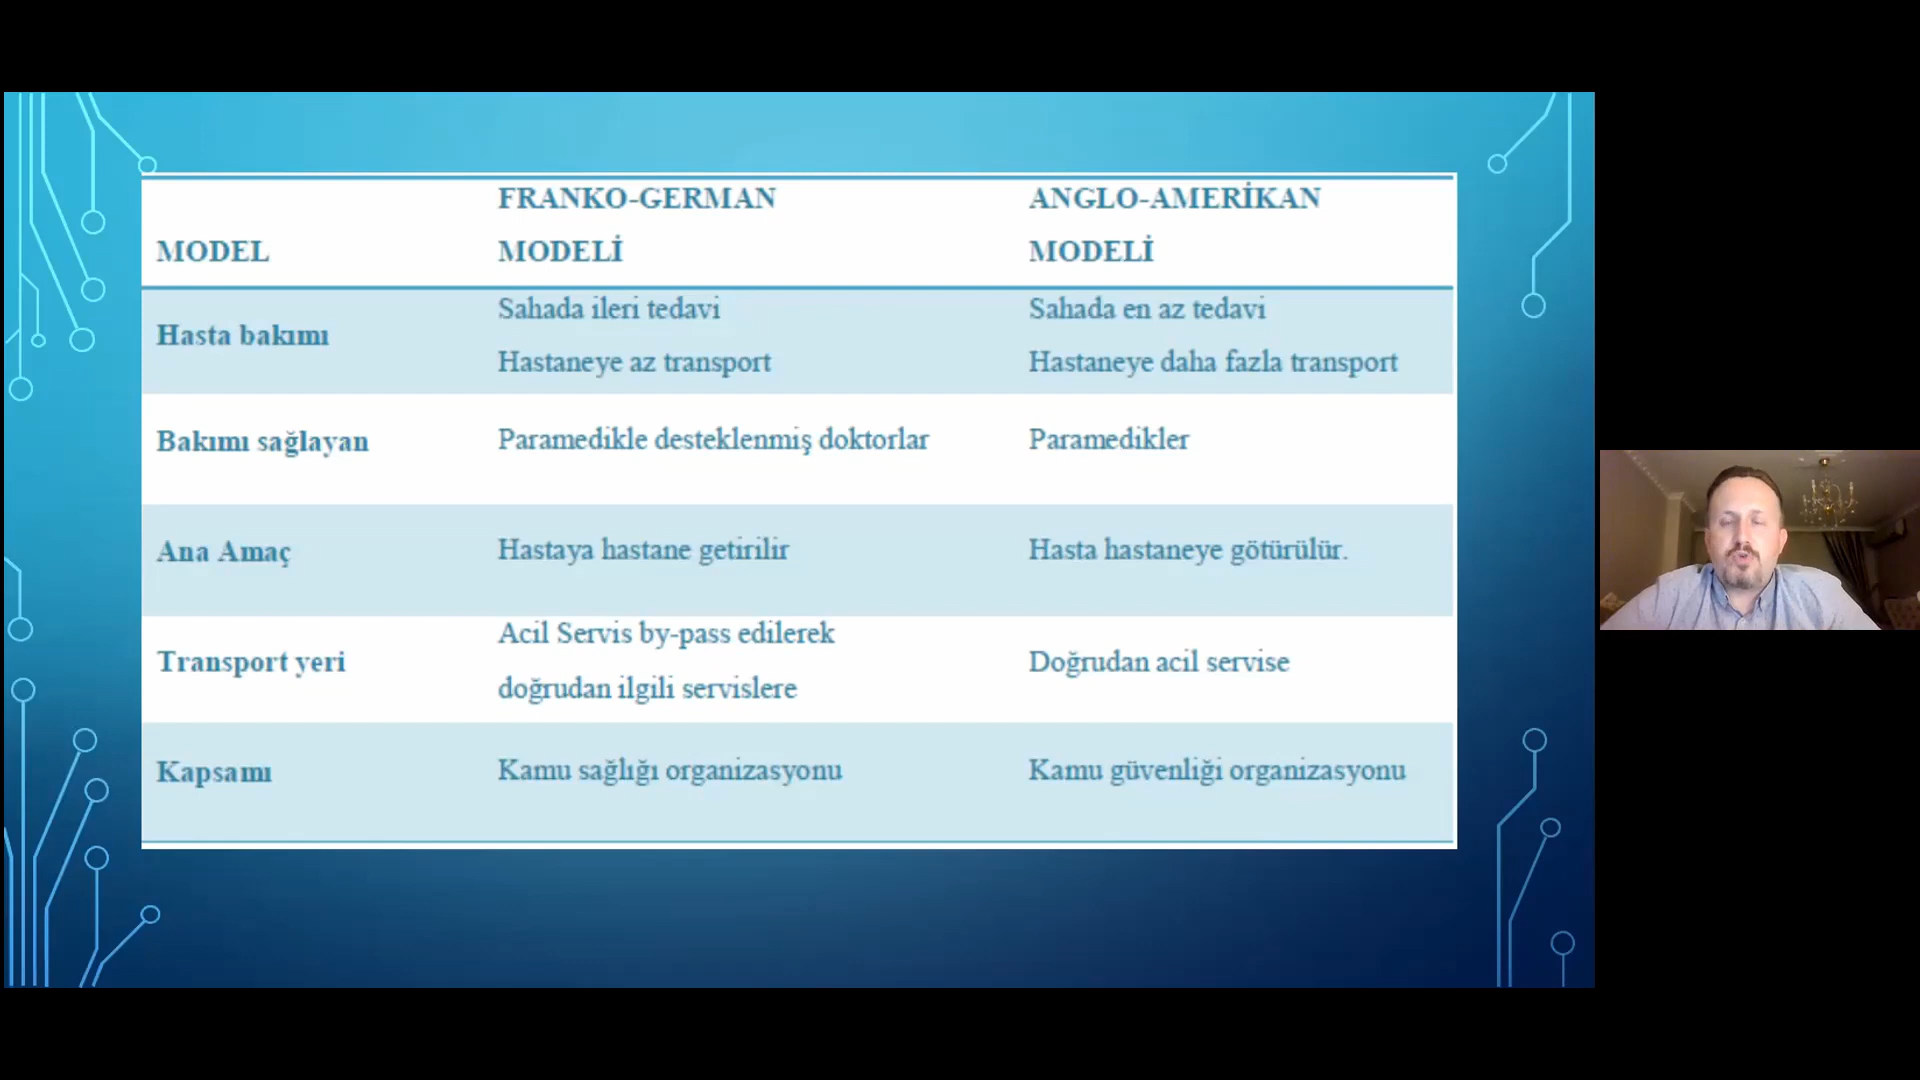 FRANKO-GERMAN ANGLO-AMERİKAN
MODEL MODELİ MODELİ
Hasta bakımı
Sahada ileri tedavi
Hastaneye az transport
Sahada en az tedavi
Hastaneye daha fazla transport
Bakımı sağlayan Paramedikle desteklenmiş doktorlar Paramedikler
Ana Amaç Hastaya hastane getirilir Hasta hastaneye götürülür.
Transport yeri
Acil Servis by-pass edilerek
doğrudan ilgili servislere
Doğrudan acil servise
Kapsamı Kamu sağlığı organizasyonu Kamu güvenliği organizasyonu